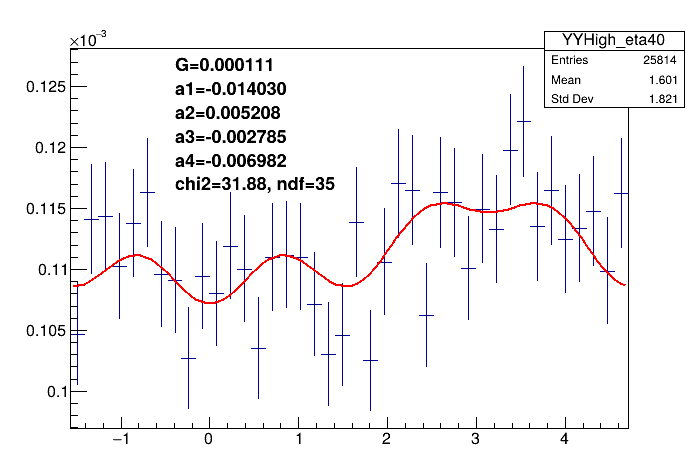 ×10⁻³
YYHigh_eta40
Entries 25814
Mean 1.601
Std Dev 1.821
G=0.000111
a1=-0.014030
a2=0.005208
a3=-0.002785
a4=-0.006982
chi2=31.88, ndf=35
0.125
0.12
0.115
0.11
0.105
0.1
−1 0 1 2 3 4